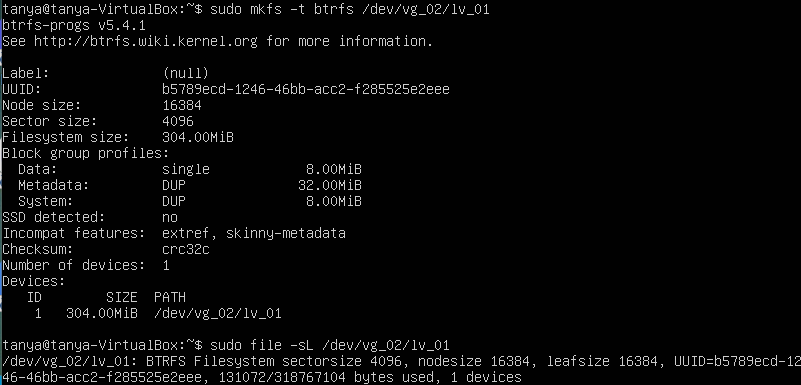 tanya@tanya-VirtualBox:~$ sudo mkfs -t btrfs /dev/vg_02/lv_01
btrfs-progs v5.4.1
See http://btrfs.wiki.kernel.org for more information.

Label:              (null)
UUID:               b5789ecd-1246-46bb-acc2-f285525e2eee
Node size:          16384
Sector size:        4096
Filesystem size:    304.00MiB
Block group profiles:
  Data:             single            8.00MiB
  Metadata:         DUP              32.00MiB
  System:           DUP               8.00MiB
SSD detected:       no
Incompat features:  extref, skinny-metadata
Checksum:           crc32c
Number of devices:  1
Devices:
   ID        SIZE  PATH
    1   304.00MiB  /dev/vg_02/lv_01

tanya@tanya-VirtualBox:~$ sudo file -sL /dev/vg_02/lv_01
/dev/vg_02/lv_01: BTRFS Filesystem sectorsize 4096, nodesize 16384, leafsize 16384, UUID=b5789ecd-12
46-46bb-acc2-f285525e2eee, 131072/318767104 bytes used, 1 devices